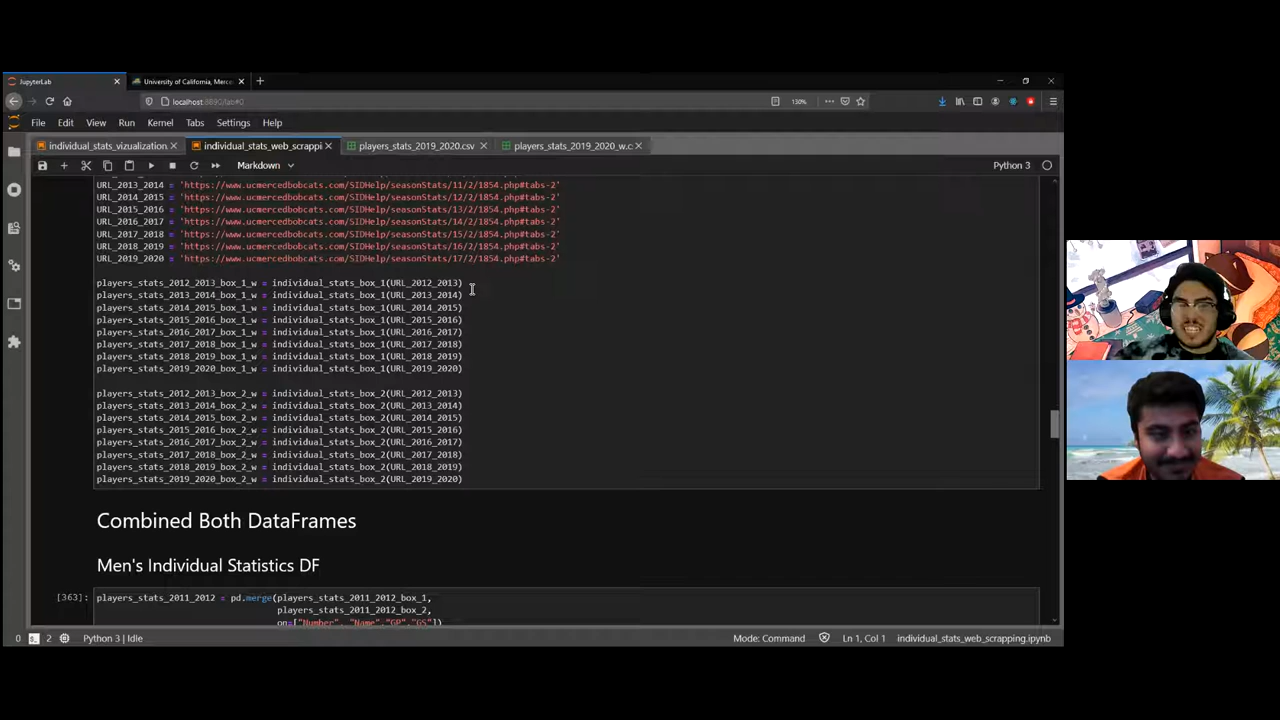 JupyterLab
University of California, Merce
localhost:8890/lab#0
130%
File Edit View Run Kernel Tabs Settings Help
individual_stats_vizualization.
individual_stats_web_scrappi
players_stats_2019_2020.csv
players_stats_2019_2020_w.c
Markdown
Python 3
URL_2013_2014 = 'https://www.ucmercedbobcats.com/SIDHelp/seasonStats/11/2/1854.php#tabs-2'
URL_2014_2015 = 'https://www.ucmercedbobcats.com/SIDHelp/seasonStats/12/2/1854.php#tabs-2'
URL_2015_2016 = 'https://www.ucmercedbobcats.com/SIDHelp/seasonStats/13/2/1854.php#tabs-2'
URL_2016_2017 = 'https://www.ucmercedbobcats.com/SIDHelp/seasonStats/14/2/1854.php#tabs-2'
URL_2017_2018 = 'https://www.ucmercedbobcats.com/SIDHelp/seasonStats/15/2/1854.php#tabs-2'
URL_2018_2019 = 'https://www.ucmercedbobcats.com/SIDHelp/seasonStats/16/2/1854.php#tabs-2'
URL_2019_2020 = 'https://www.ucmercedbobcats.com/SIDHelp/seasonStats/17/2/1854.php#tabs-2'
players_stats_2012_2013_box_1_w = individual_stats_box_1(URL_2012_2013)
players_stats_2013_2014_box_1_w = individual_stats_box_1(URL_2013_2014)
players_stats_2014_2015_box_1_w = individual_stats_box_1(URL_2014_2015)
players_stats_2015_2016_box_1_w = individual_stats_box_1(URL_2015_2016)
players_stats_2016_2017_box_1_w = individual_stats_box_1(URL_2016_2017)
players_stats_2017_2018_box_1_w = individual_stats_box_1(URL_2017_2018)
players_stats_2018_2019_box_1_w = individual_stats_box_1(URL_2018_2019)
players_stats_2019_2020_box_1_w = individual_stats_box_1(URL_2019_2020)
players_stats_2012_2013_box_2_w = individual_stats_box_2(URL_2012_2013)
players_stats_2013_2014_box_2_w = individual_stats_box_2(URL_2013_2014)
players_stats_2014_2015_box_2_w = individual_stats_box_2(URL_2014_2015)
players_stats_2015_2016_box_2_w = individual_stats_box_2(URL_2015_2016)
players_stats_2016_2017_box_2_w = individual_stats_box_2(URL_2016_2017)
players_stats_2017_2018_box_2_w = individual_stats_box_2(URL_2017_2018)
players_stats_2018_2019_box_2_w = individual_stats_box_2(URL_2018_2019)
players_stats_2019_2020_box_2_w = individual_stats_box_2(URL_2019_2020)
Combined Both DataFrames
Men's Individual Statistics DF
[363]: players_stats_2011_2012 = pd.merge(players_stats_2011_2012_box_1,
players_stats_2011_2012_box_2,
on=["Number", "Name","GP","GS"])
0 2 Python 3 | Idle Mode: Command Ln 1, Col 1 individual_stats_web_scrapping.ipynb